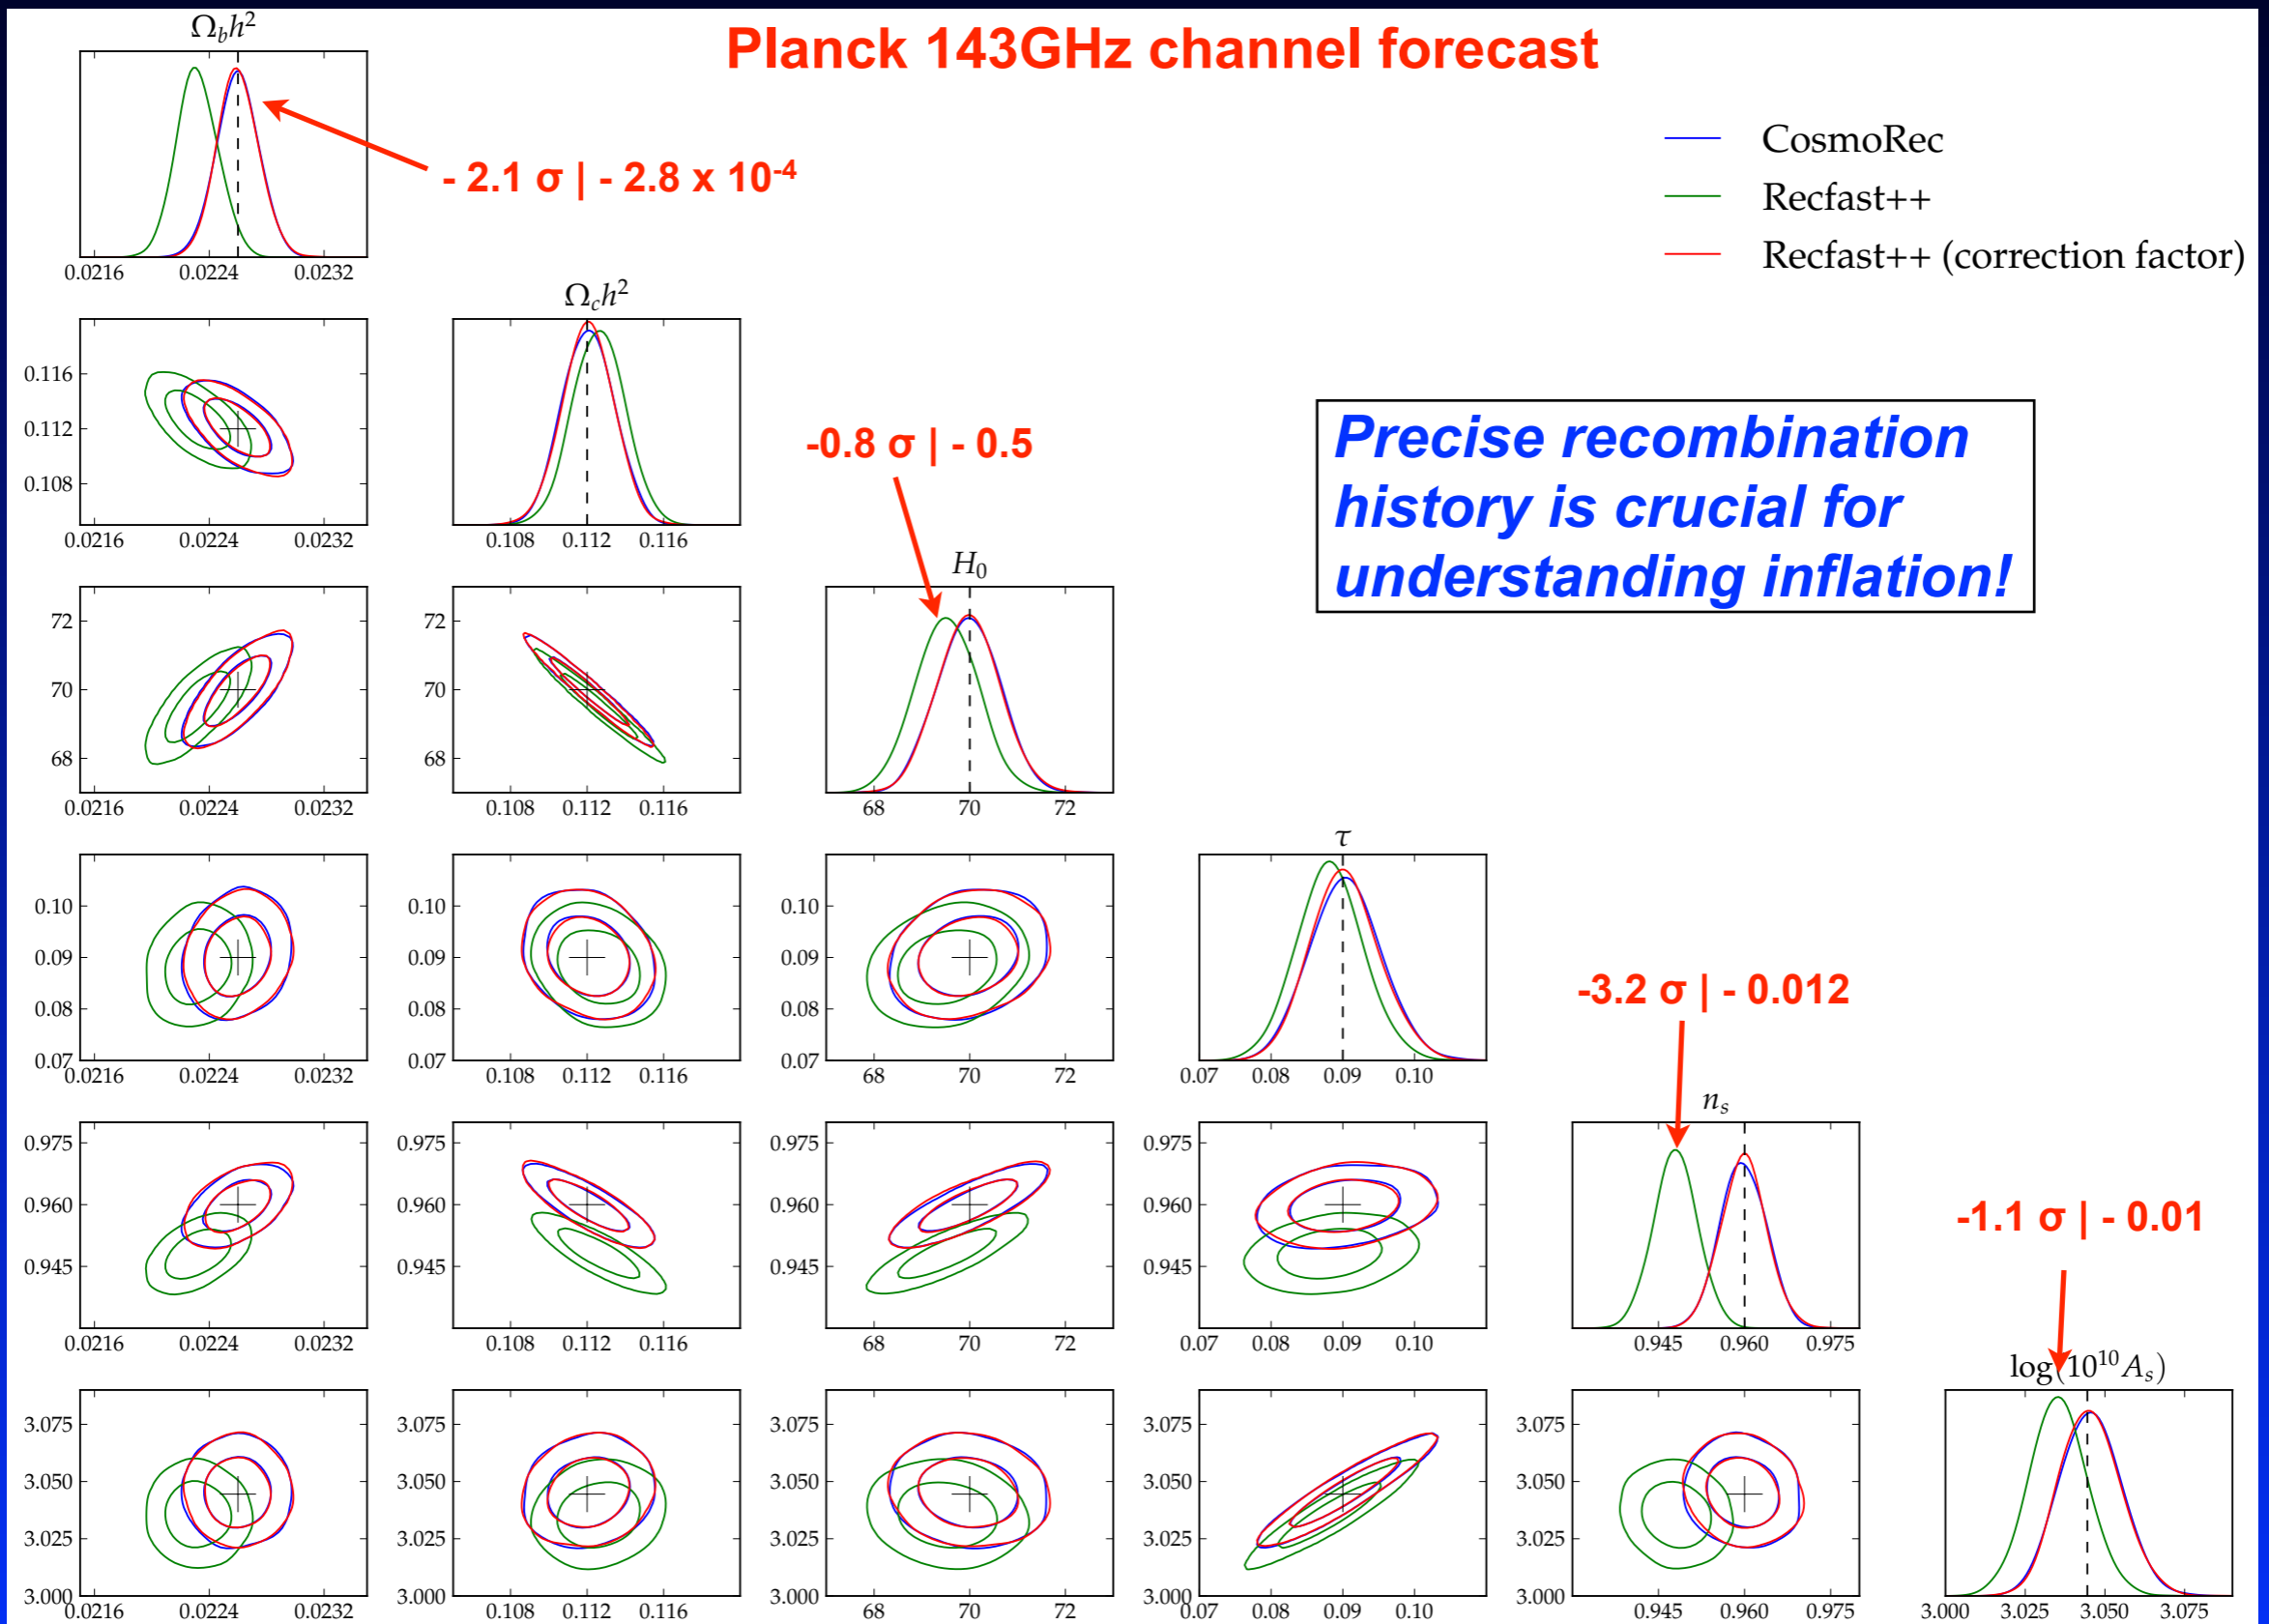 Planck 143GHz channel forecast
CosmoRec
Recfast++
Recfast++ (correction factor)
Ω_b h²
- 2.1 σ | - 2.8 x 10⁻⁴
0.0216 0.0224 0.0232
Ω_c h²
0.116
0.112
0.108
0.0216 0.0224 0.0232
0.108 0.112 0.116
-0.8 σ | - 0.5
Precise recombination
history is crucial for
understanding inflation!
H₀
72
70
68
0.0216 0.0224 0.0232
72
70
68
0.108 0.112 0.116
68 70 72
τ
0.10
0.09
0.08
0.07
0.0216 0.0224 0.0232
0.10
0.09
0.08
0.07
0.108 0.112 0.116
0.10
0.09
0.08
0.07
68 70 72
0.07 0.08 0.09 0.10
-3.2 σ | - 0.012
n_s
0.975
0.960
0.945
0.0216 0.0224 0.0232
0.975
0.960
0.945
0.108 0.112 0.116
0.975
0.960
0.945
68 70 72
0.975
0.960
0.945
0.07 0.08 0.09 0.10
0.945 0.960 0.975
-1.1 σ | - 0.01
log(10¹⁰A_s)
3.075
3.050
3.025
3.000
0.0216 0.0224 0.0232
3.075
3.050
3.025
3.000
0.108 0.112 0.116
3.075
3.050
3.025
3.000
68 70 72
3.075
3.050
3.025
3.000
0.07 0.08 0.09 0.10
3.075
3.050
3.025
3.000
0.945 0.960 0.975
3.000 3.025 3.050 3.075